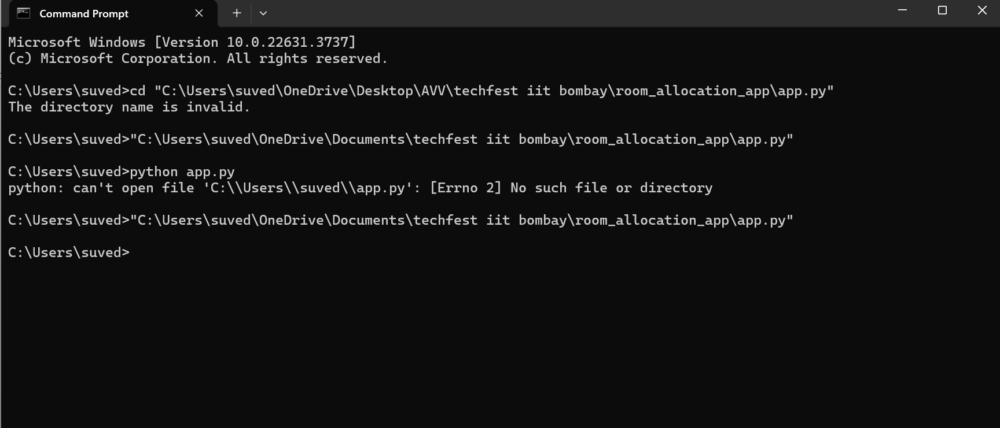 Command Prompt
Microsoft Windows [Version 10.0.22631.3737]
(c) Microsoft Corporation. All rights reserved.
C:\Users\suved>cd "C:\Users\suved\OneDrive\Desktop\AVV\techfest iit bombay\room_allocation_app\app.py"
The directory name is invalid.
C:\Users\suved>"C:\Users\suved\OneDrive\Documents\techfest iit bombay\room_allocation_app\app.py"
C:\Users\suved>python app.py
python: can't open file 'C:\\Users\\suved\\app.py': [Errno 2] No such file or directory
C:\Users\suved>"C:\Users\suved\OneDrive\Documents\techfest iit bombay\room_allocation_app\app.py"
C:\Users\suved>